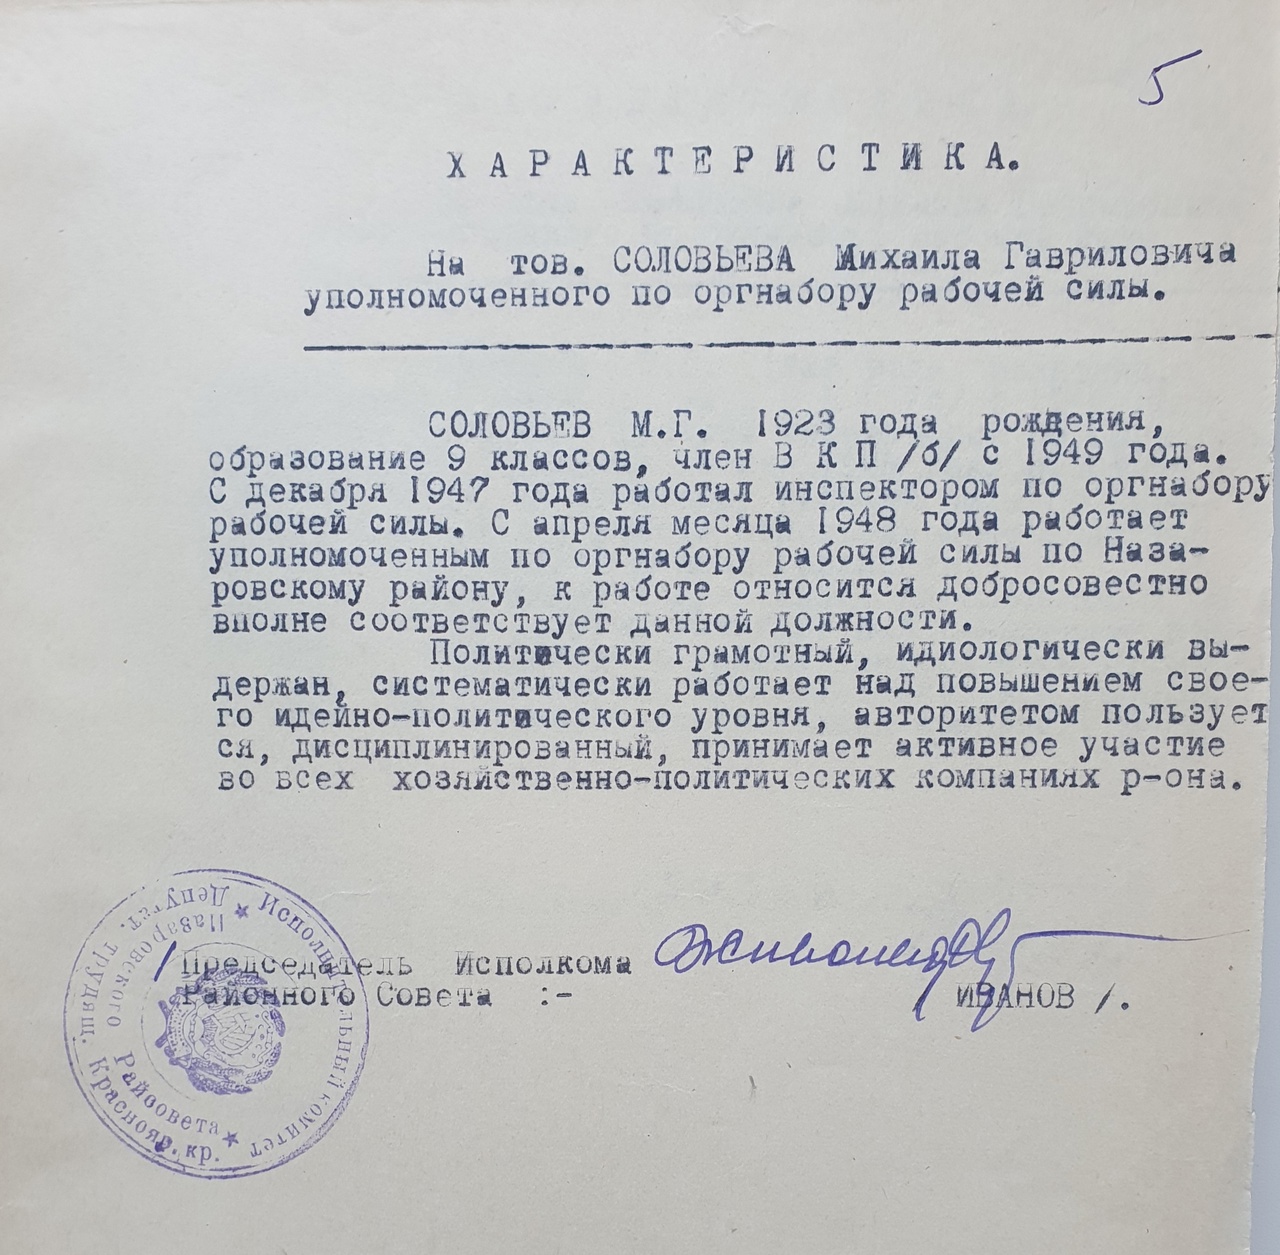 5
ХАРАКТЕРИСТИКА.
На тов. СОЛОВЬЕВА Михаила Гавриловича
уполномоченного по оргнабору рабочей силы.
СОЛОВЬЕВ М.Г. 1923 года рождения,
образование 9 классов, член В К П /б/ с 1949 года.
С декабря 1947 года работал инспектором по оргнабору
рабочей силы. С апреля месяца 1948 года работает
уполномоченным по оргнабору рабочей силы по Наза-
ровскому району, к работе относится добросовестно
вполне соответствует данной должности.
Политически грамотный, идиологически вы-
держан, систематически работает над повышением свое-
го идейно-политического уровня, авторитетом пользует
ся, дисциплинированный, принимает активное участие
во всех хозяйственно-политических компаниях р-она.
Председатель Исполкома
Районного Совета :-
ИВАНОВ /.
Исполнительный комитет
Назаровского Райсовета
Депутат. трудящ. Краснояр. кр.